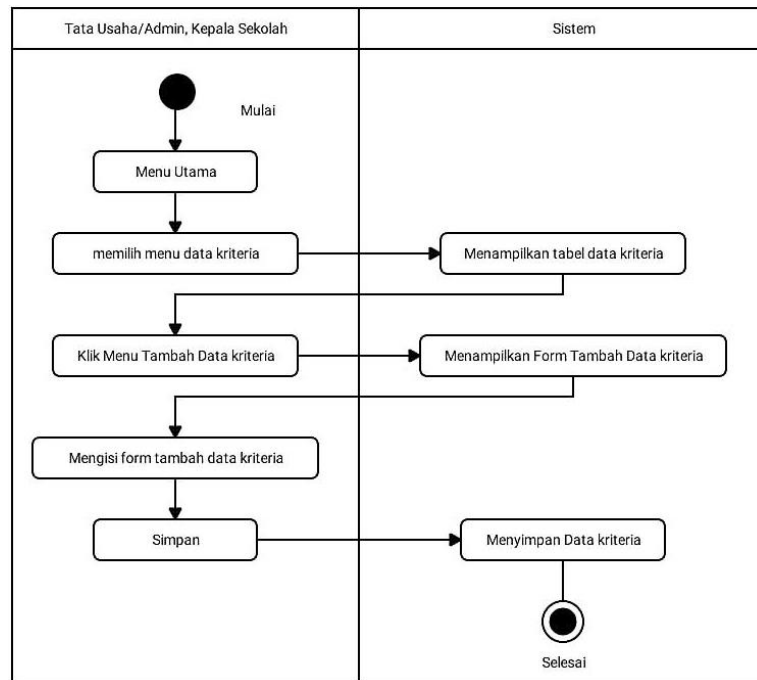 Tata Usaha/Admin, Kepala Sekolah
Sistem
Mulai
Menu Utama
memilih menu data kriteria
Menampilkan tabel data kriteria
Klik Menu Tambah Data kriteria
Menampilkan Form Tambah Data kriteria
Mengisi form tambah data kriteria
Simpan
Menyimpan Data kriteria
Selesai